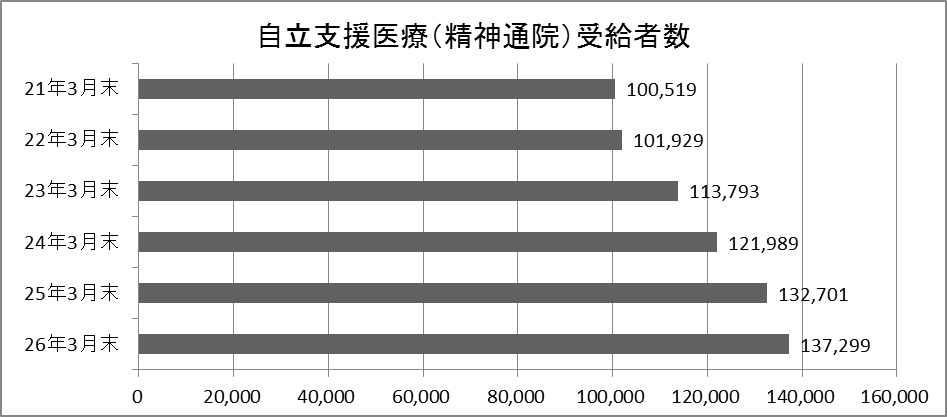 自立支援医療（精神通院）受給者数
21年3月末 100,519
22年3月末 101,929
23年3月末 113,793
24年3月末 121,989
25年3月末 132,701
26年3月末 137,299
0 20,000 40,000 60,000 80,000 100,000 120,000 140,000 160,000